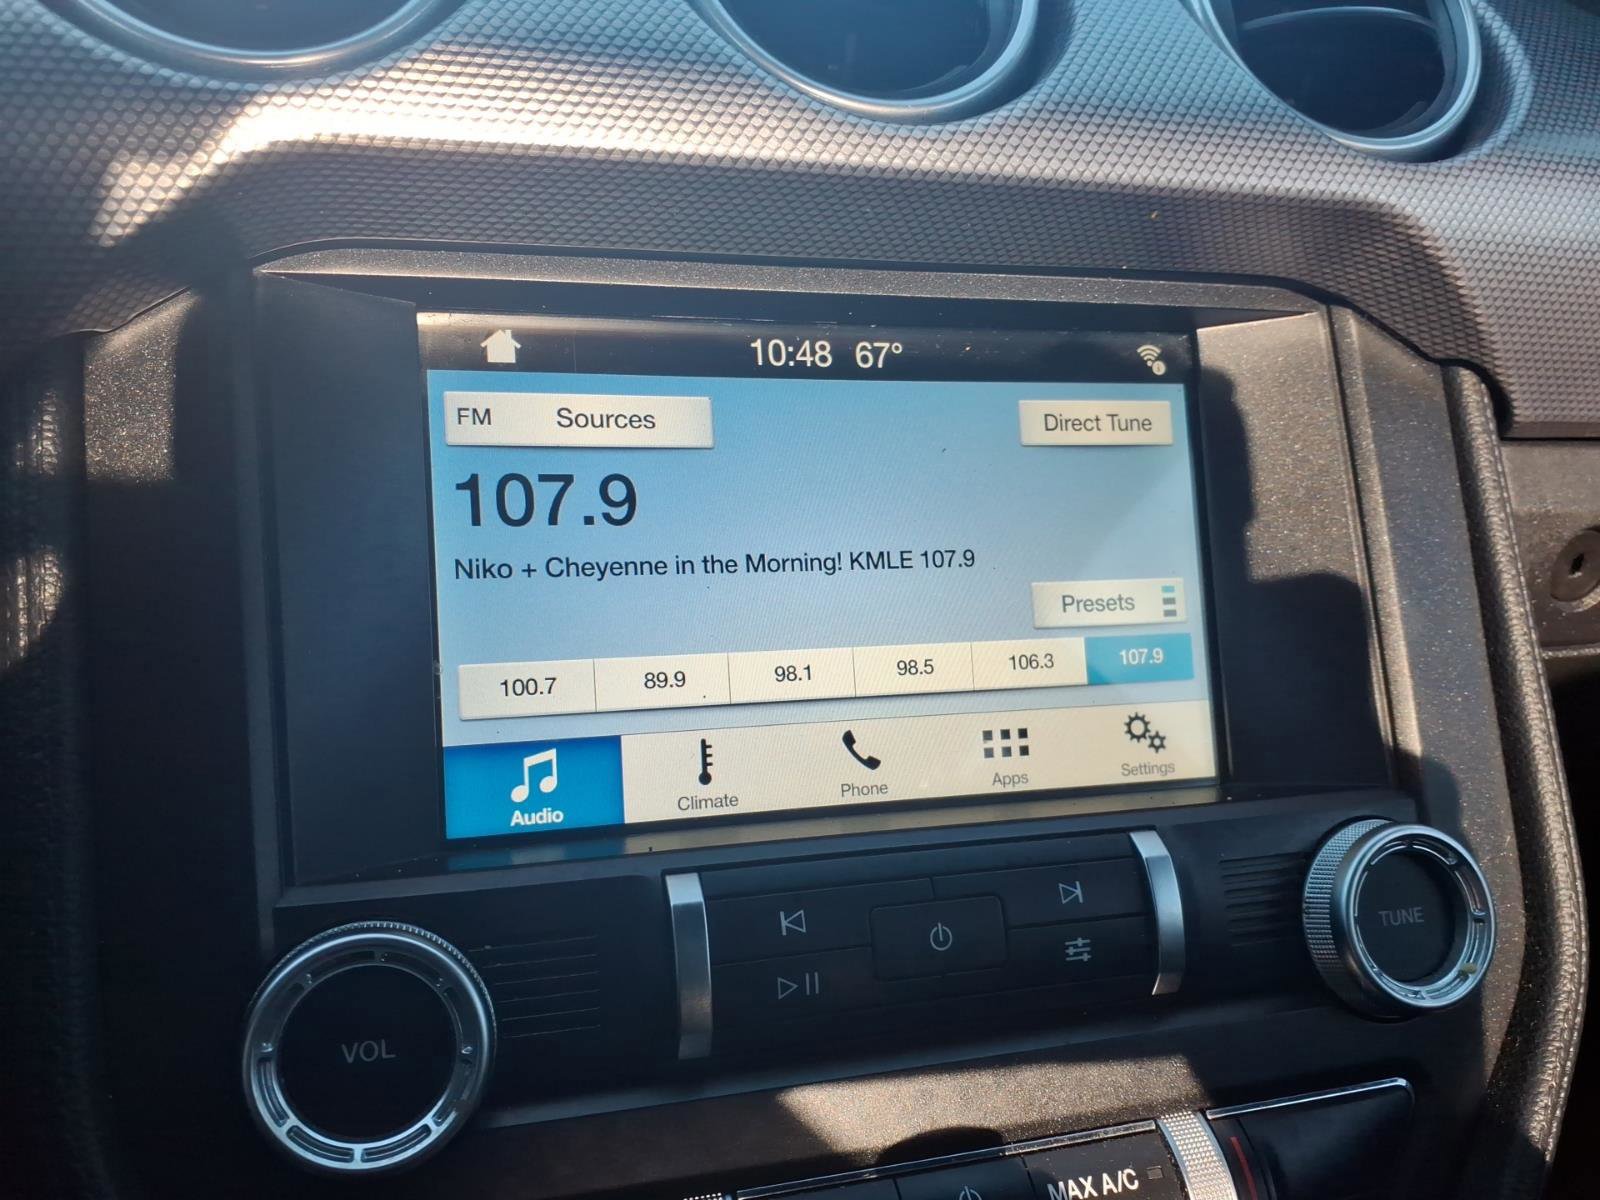 10:48 67°
FM Sources
Direct Tune
107.9
Niko + Cheyenne in the Morning! KMLE 107.9
Presets
100.7 89.9 98.1 98.5 106.3 107.9
Audio Climate Phone Apps Settings
VOL
TUNE
MAX A/C